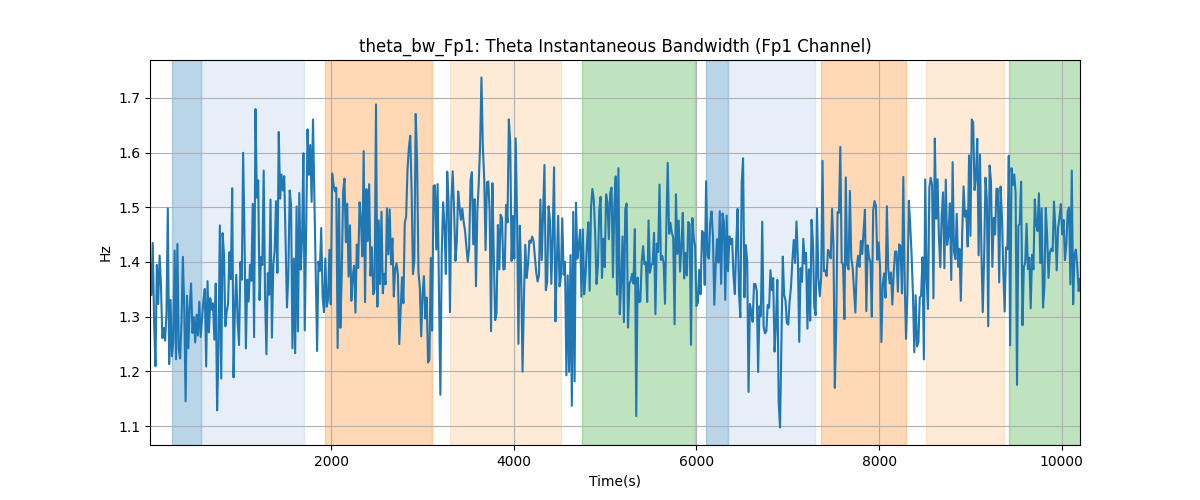 theta_bw_Fp1: Theta Instantaneous Bandwidth (Fp1 Channel)
1.7
1.6
1.5
1.4
1.3
1.2
1.1
Hz
2000 4000 6000 8000 10000
Time(s)